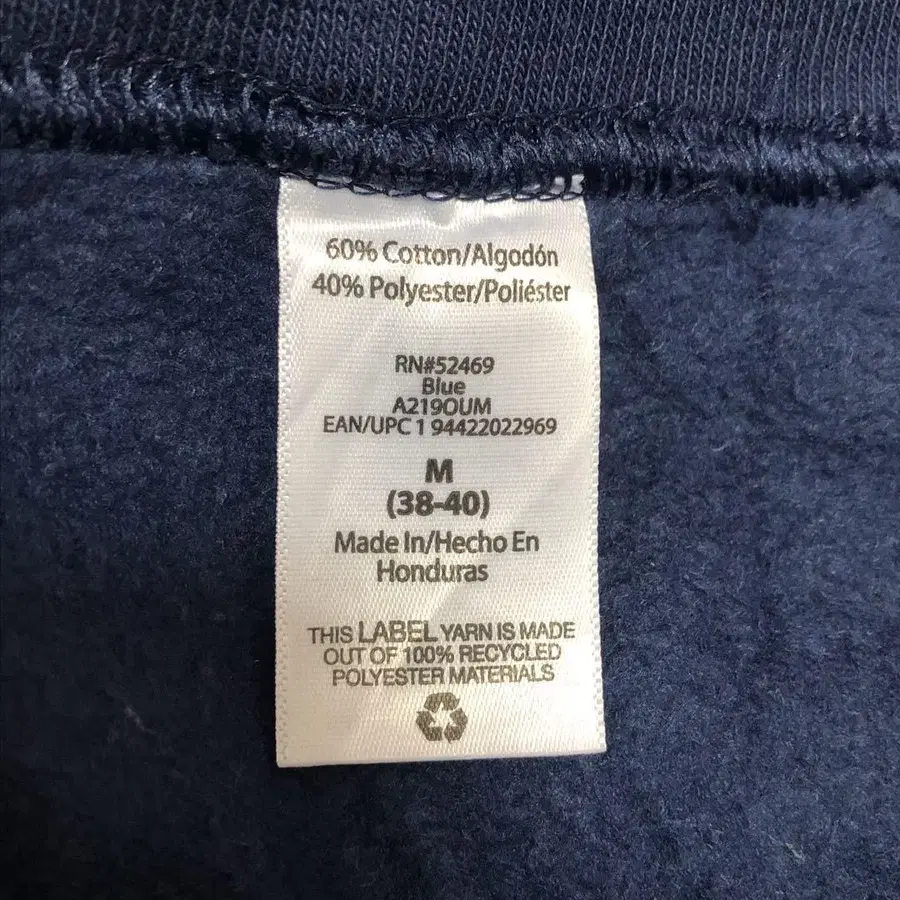 60% Cotton/Algodón
40% Polyester/Poliéster
RN#52469
Blue
A219OUM
EAN/UPC 1 94422022969
M
(38-40)
Made In/Hecho En
Honduras
THIS LABEL YARN IS MADE
OUT OF 100% RECYCLED
POLYESTER MATERIALS